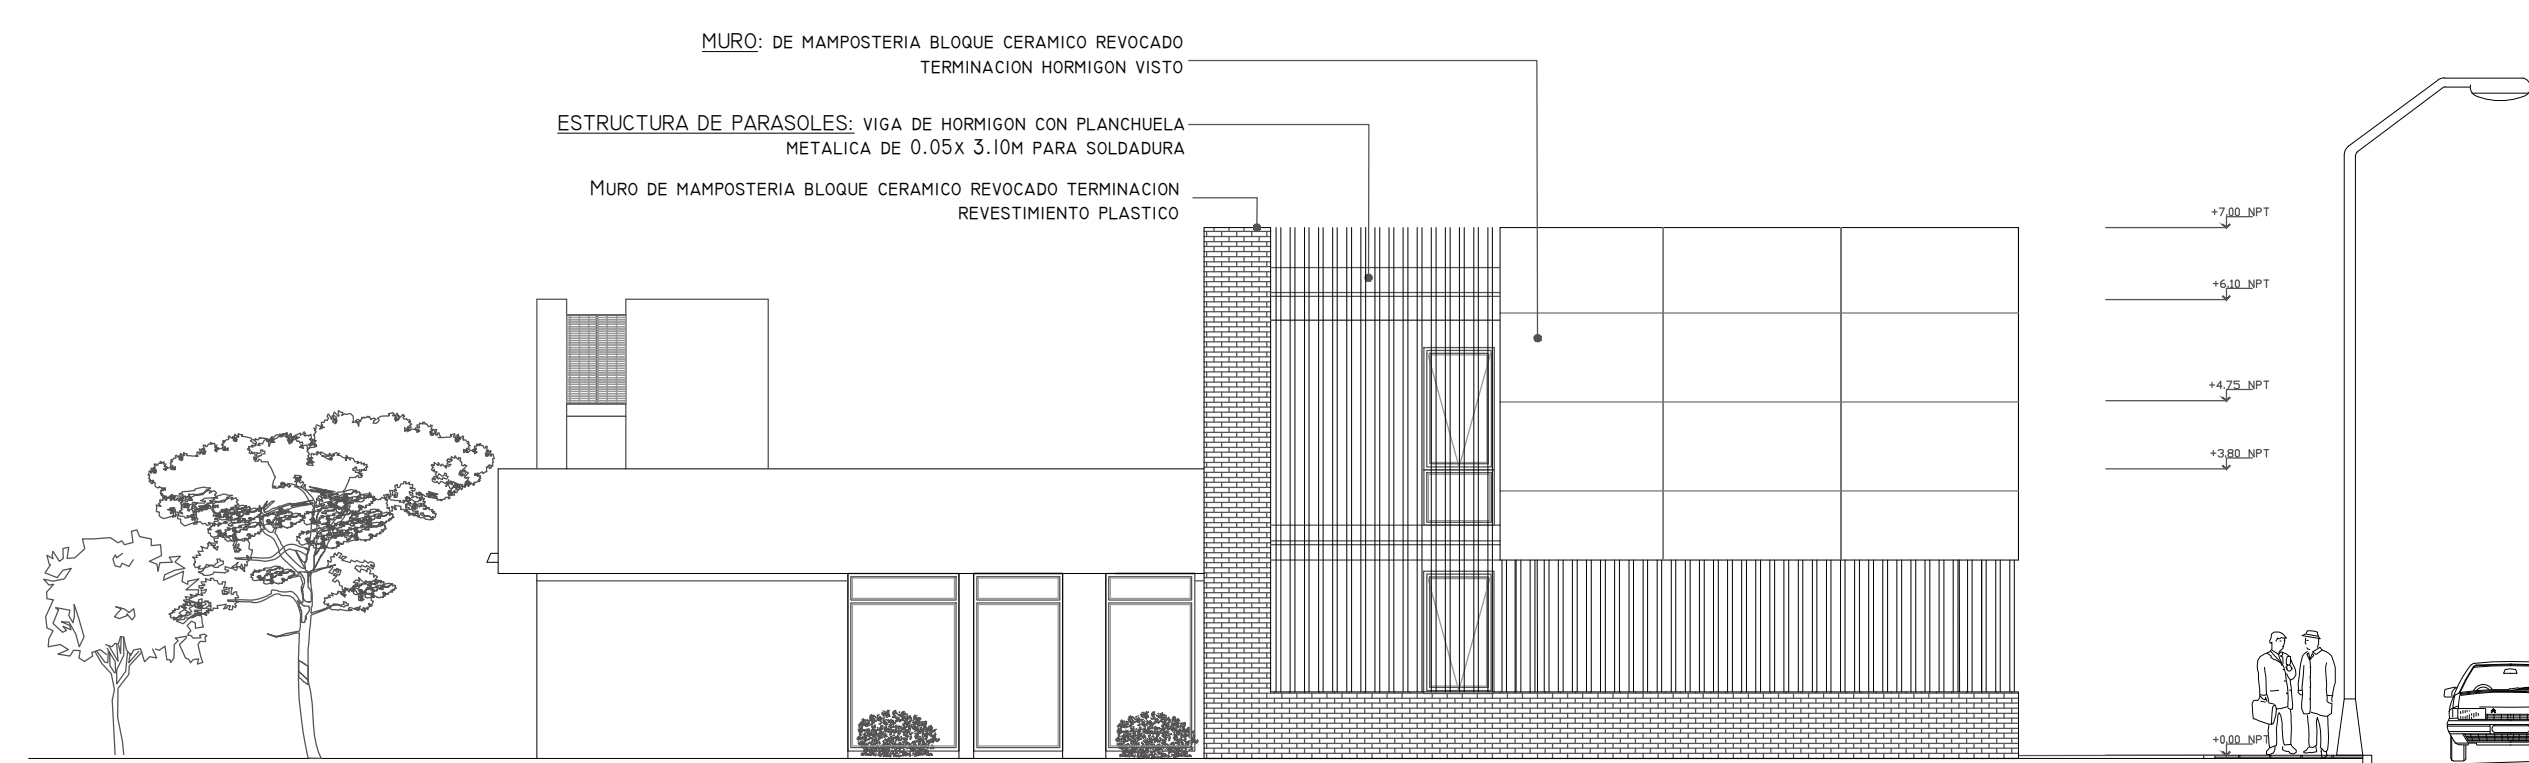 MURO: DE MAMPOSTERIA BLOQUE CERAMICO REVOCADO
TERMINACION HORMIGON VISTO
ESTRUCTURA DE PARASOLES: VIGA DE HORMIGON CON PLANCHUELA
METALICA DE 0.05X 3.10M PARA SOLDADURA
MURO DE MAMPOSTERIA BLOQUE CERAMICO REVOCADO TERMINACION
REVESTIMIENTO PLASTICO
+7.00 NPT
+6.10 NPT
+4.75 NPT
+3.80 NPT
+0.00 NPT